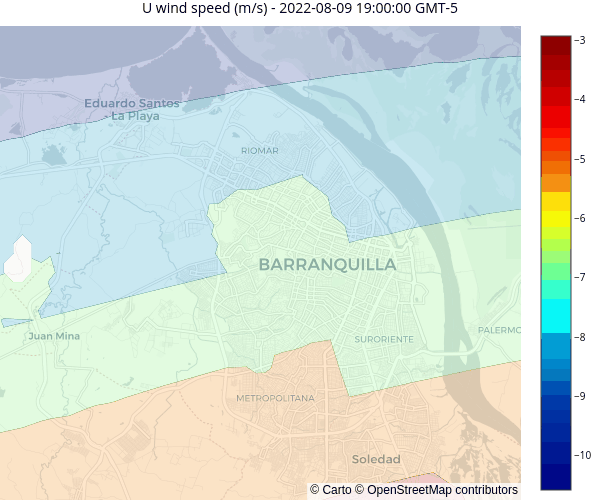 U wind speed (m/s) - 2022-08-09 19:00:00 GMT-5
Eduardo Santos
La Playa
RIOMAR
BARRANQUILLA
Juan Mina
SURORIENTE
PALERMO
METROPOLITANA
Soledad
© Carto © OpenStreetMap contributors
−3
−4
−5
−6
−7
−8
−9
−10